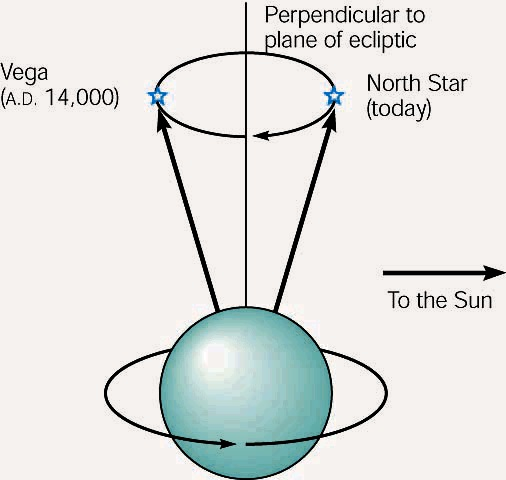 Perpendicular to
plane of ecliptic
Vega
(A.D. 14,000)
North Star
(today)
To the Sun